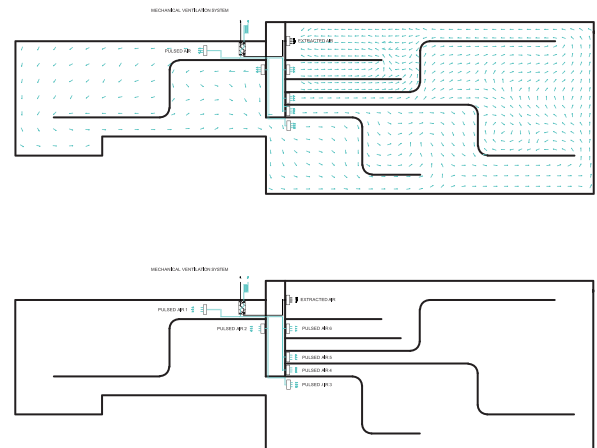 MECHANICAL VENTILATION SYSTEM
EXTRACTED AIR
PULSED AIR
MECHANICAL VENTILATION SYSTEM
EXTRACTED AIR
PULSED AIR 1
PULSED AIR 2
PULSED AIR 6
PULSED AIR 5
PULSED AIR 4
PULSED AIR 3